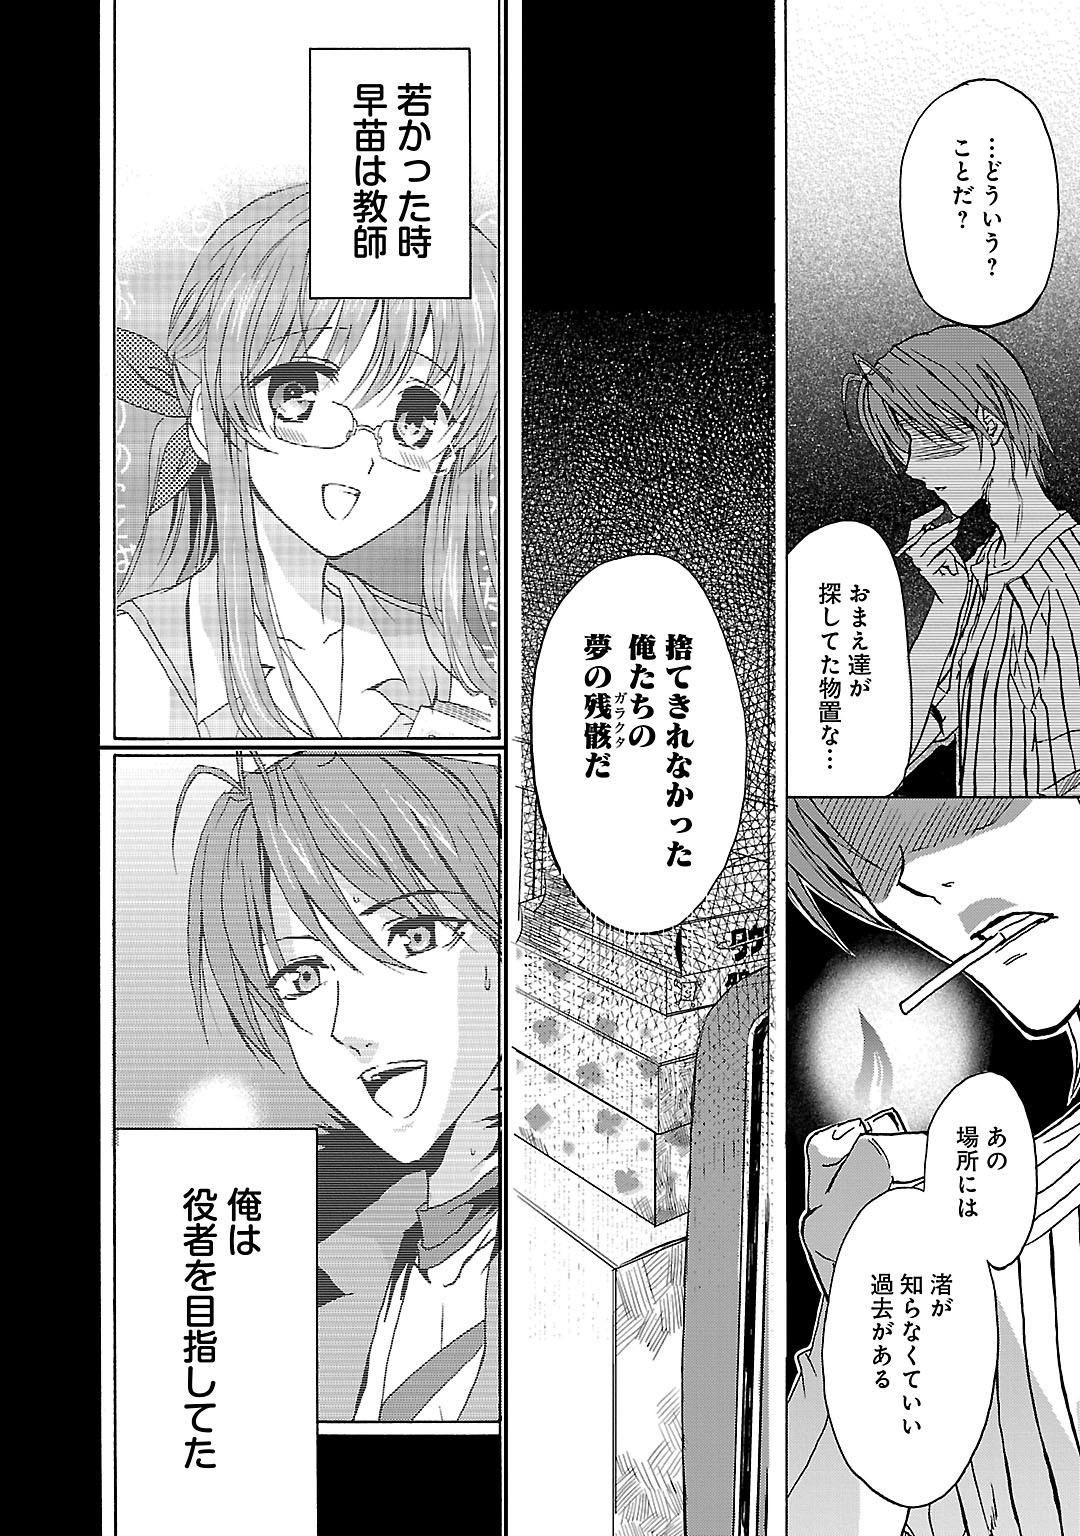 …どういう?
ことだ?
おまえ達が
探してた物置な…
あの
場所には
渚が
知らなくていい
過去がある
捨てきれなかった
俺たちの
夢の残骸だ
ガラクタ
若かった時
早苗は教師
俺は
役者を目指してた